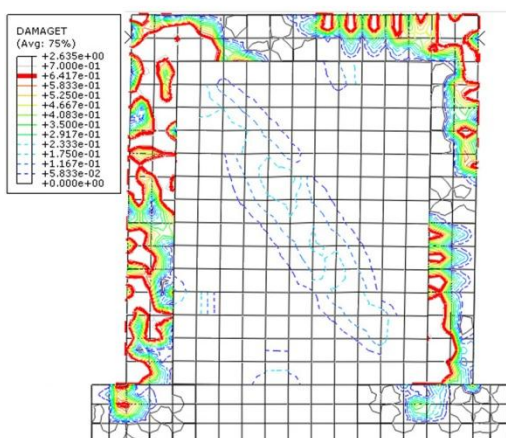 DAMAGET
(Avg: 75%)
+2.635e+00
+7.000e-01
+6.417e-01
+5.833e-01
+5.250e-01
+4.667e-01
+4.083e-01
+3.500e-01
+2.917e-01
+2.333e-01
+1.750e-01
+1.167e-01
+5.833e-02
+0.000e+00